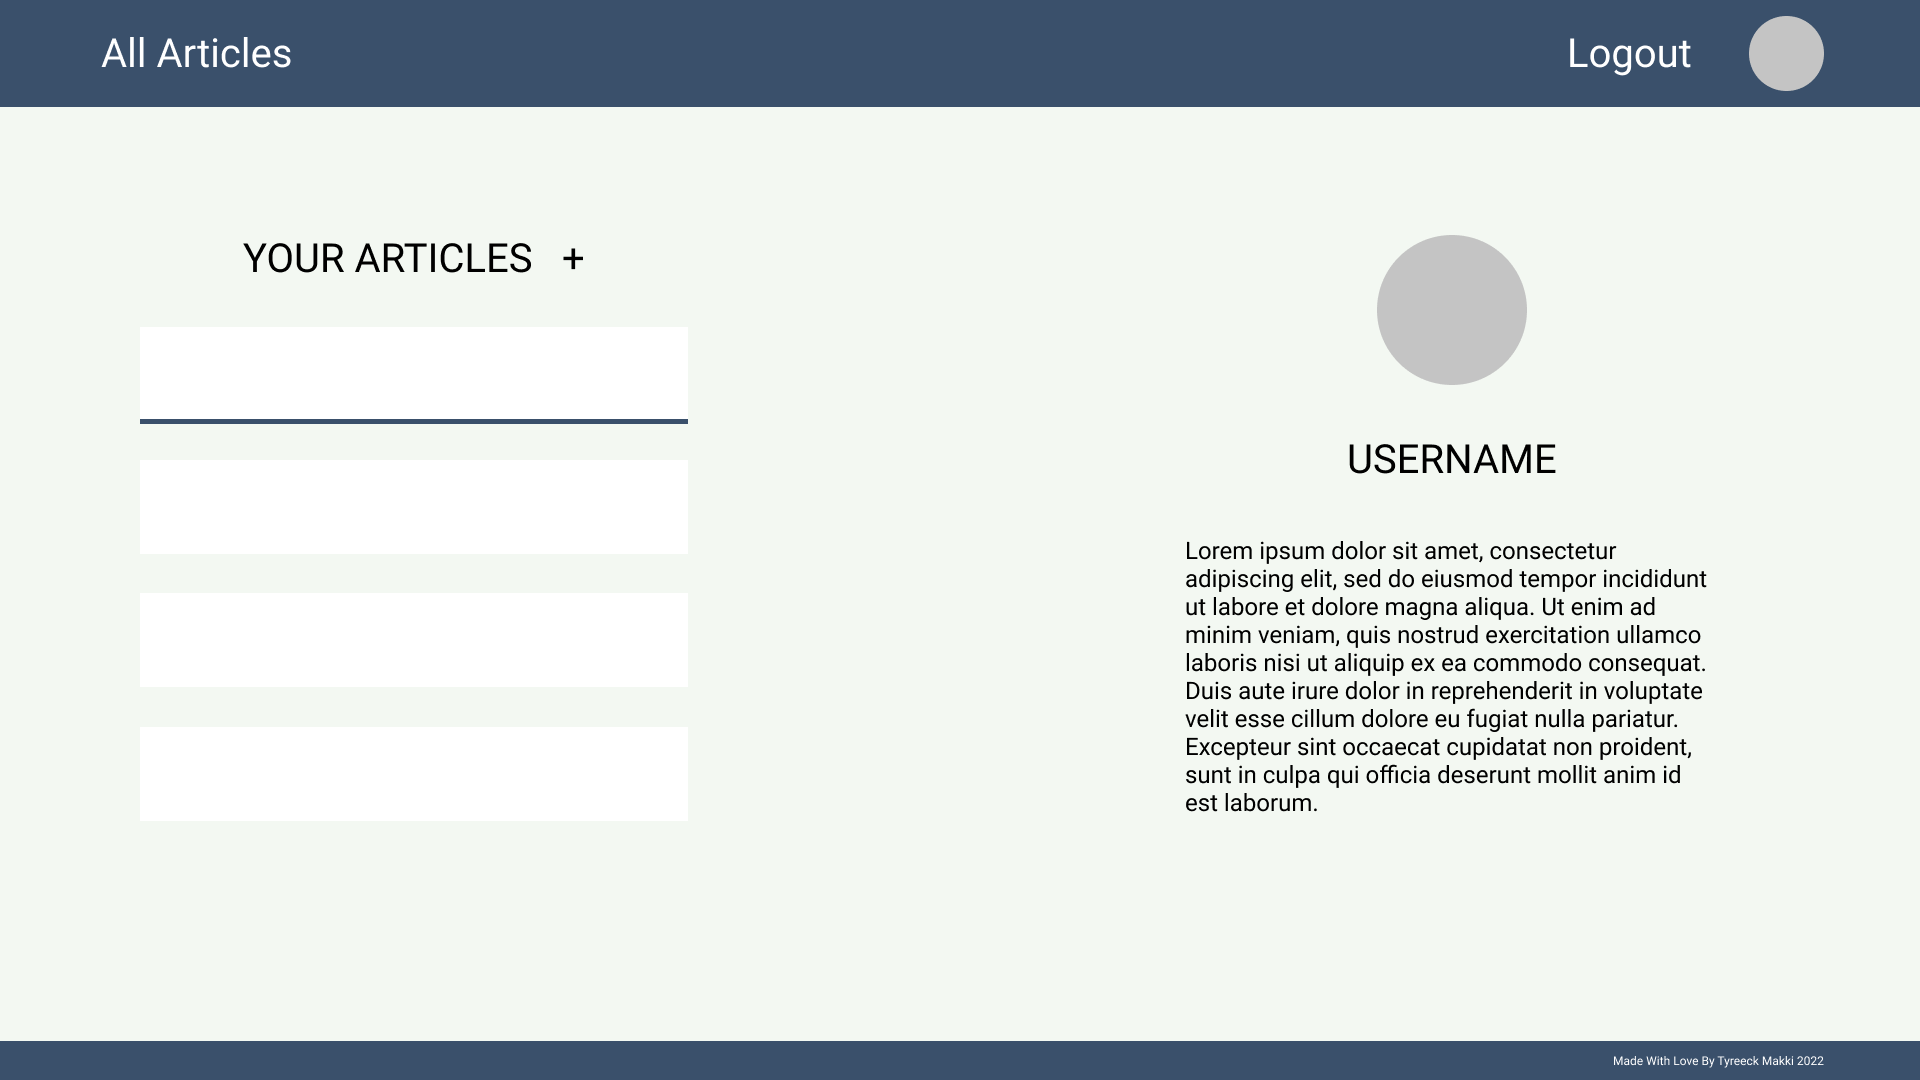 All Articles
Logout
YOUR ARTICLES +
USERNAME
Lorem ipsum dolor sit amet, consectetur
adipiscing elit, sed do eiusmod tempor incididunt
ut labore et dolore magna aliqua. Ut enim ad
minim veniam, quis nostrud exercitation ullamco
laboris nisi ut aliquip ex ea commodo consequat.
Duis aute irure dolor in reprehenderit in voluptate
velit esse cillum dolore eu fugiat nulla pariatur.
Excepteur sint occaecat cupidatat non proident,
sunt in culpa qui officia deserunt mollit anim id
est laborum.
Made With Love By Tyreeck Makki 2022